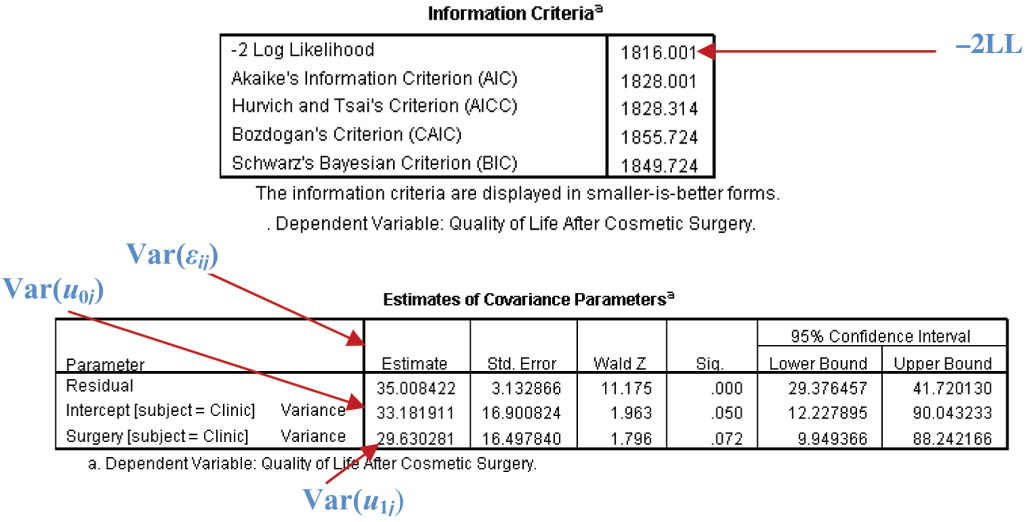 Information Criteriaª
-2 Log Likelihood 1816.001 –2LL
Akaike's Information Criterion (AIC) 1828.001
Hurvich and Tsai's Criterion (AICC) 1828.314
Bozdogan's Criterion (CAIC) 1855.724
Schwarz's Bayesian Criterion (BIC) 1849.724
The information criteria are displayed in smaller-is-better forms.
. Dependent Variable: Quality of Life After Cosmetic Surgery.
Var(εij)
Var(u0j)
Estimates of Covariance Parametersª
95% Confidence Interval
Parameter Estimate Std. Error Wald Z Sig. Lower Bound Upper Bound
Residual 35.008422 3.132866 11.175 .000 29.376457 41.720130
Intercept [subject = Clinic] Variance 33.181911 16.900824 1.963 .050 12.227895 90.043233
Surgery [subject = Clinic] Variance 29.630281 16.497840 1.796 .072 9.949366 88.242166
a. Dependent Variable: Quality of Life After Cosmetic Surgery.
Var(u1j)